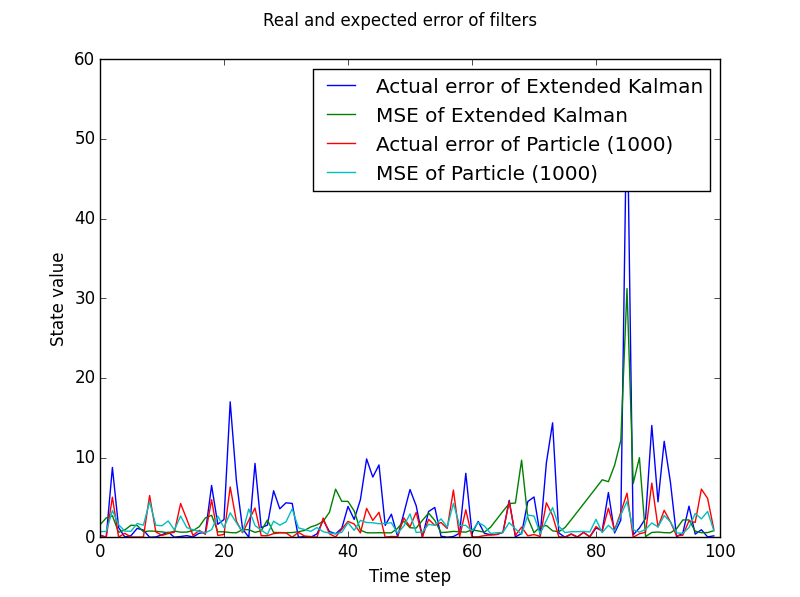 Real and expected error of filters
60
50
40
30
20
10
0
State value
Actual error of Extended Kalman
MSE of Extended Kalman
Actual error of Particle (1000)
MSE of Particle (1000)
0
20
40
60
80
100
Time step